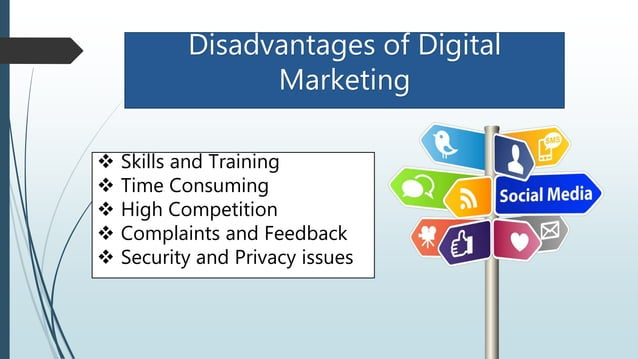 Disadvantages of Digital
Marketing
❖ Skills and Training
❖ Time Consuming
❖ High Competition
❖ Complaints and Feedback
❖ Security and Privacy issues
SMS
Social Media